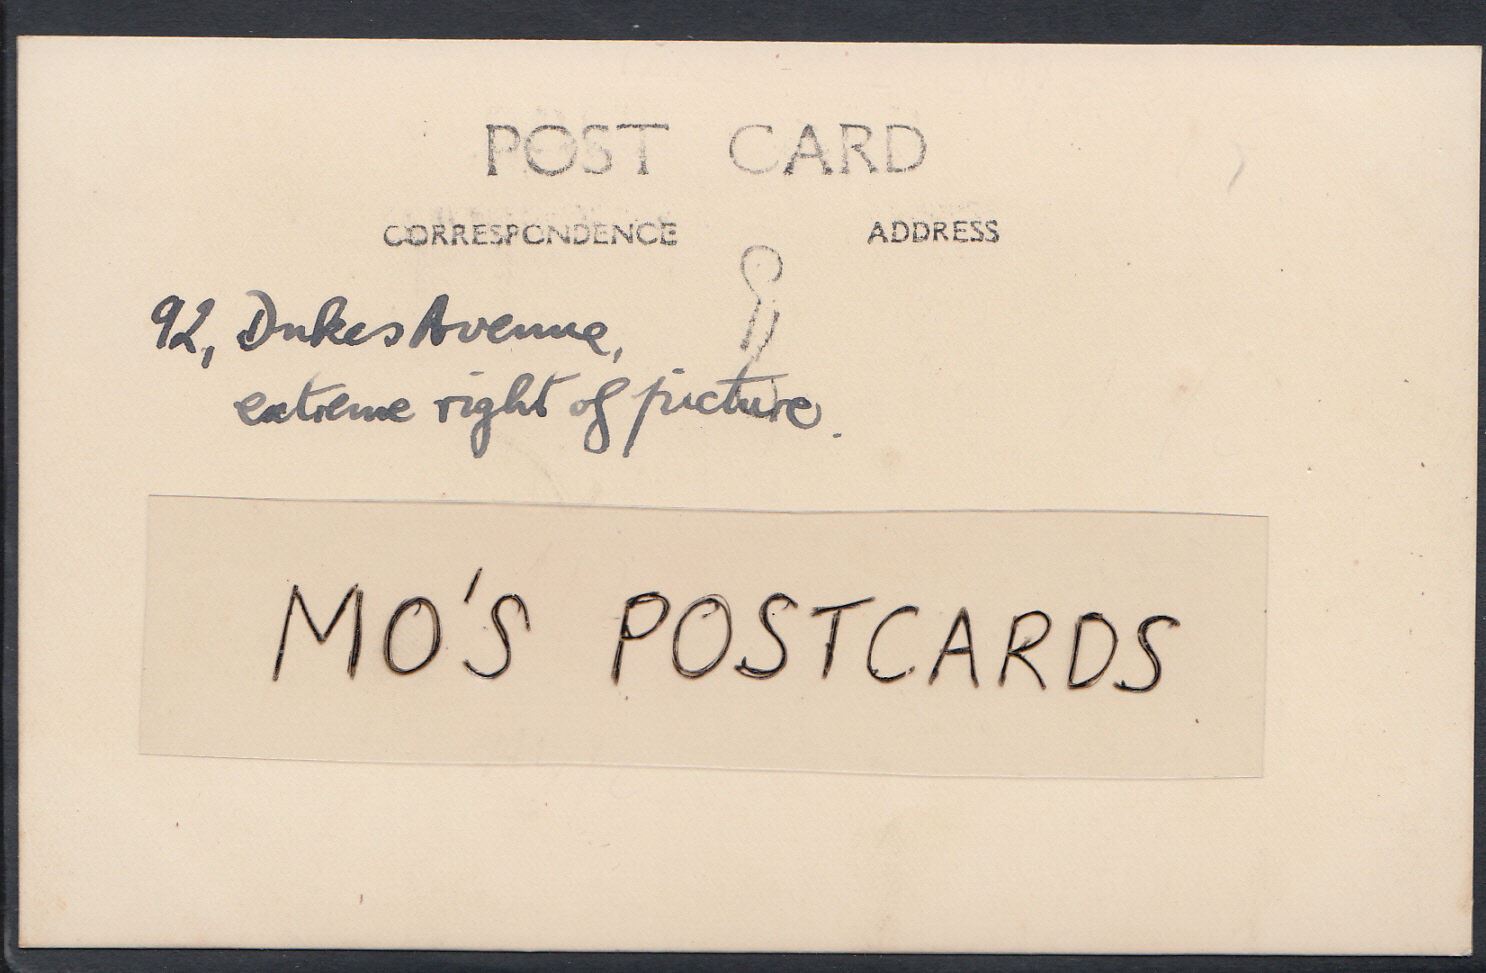 POST CARD
CORRESPONDENCE ADDRESS
92, Dukes Avenue,
extreme right of picture.
MO'S POSTCARDS